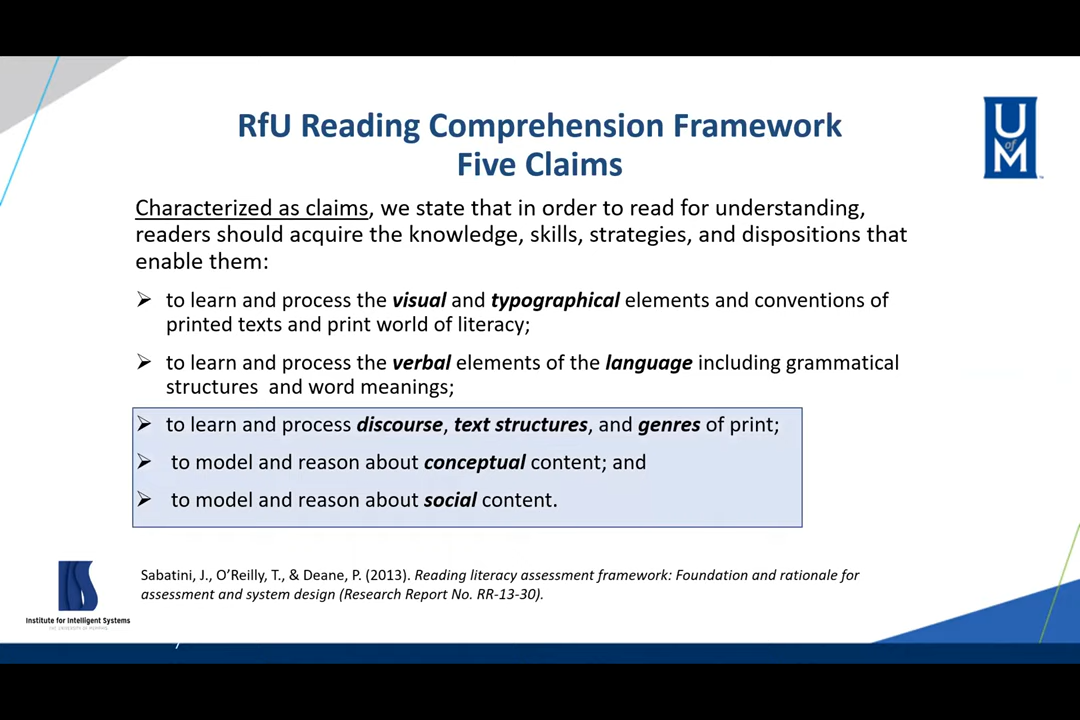 RfU Reading Comprehension Framework
Five Claims
U
of
M
Characterized as claims, we state that in order to read for understanding,
readers should acquire the knowledge, skills, strategies, and dispositions that
enable them:
➢ to learn and process the visual and typographical elements and conventions of
printed texts and print world of literacy;
➢ to learn and process the verbal elements of the language including grammatical
structures and word meanings;
➢ to learn and process discourse, text structures, and genres of print;
➢ to model and reason about conceptual content; and
➢ to model and reason about social content.
Sabatini, J., O’Reilly, T., & Deane, P. (2013). Reading literacy assessment framework: Foundation and rationale for
assessment and system design (Research Report No. RR-13-30).
Institute for Intelligent Systems
THE UNIVERSITY OF MEMPHIS